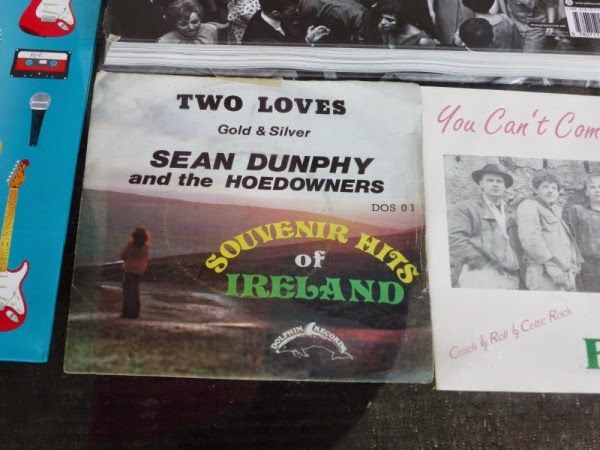 TWO LOVES
Gold & Silver
SEAN DUNPHY
and the HOEDOWNERS
DOS 01
SOUVENIR HITS
of
IRELAND
DOLPHIN RECORDS
You Can't Com
Crack & Roll & Celtic Rock